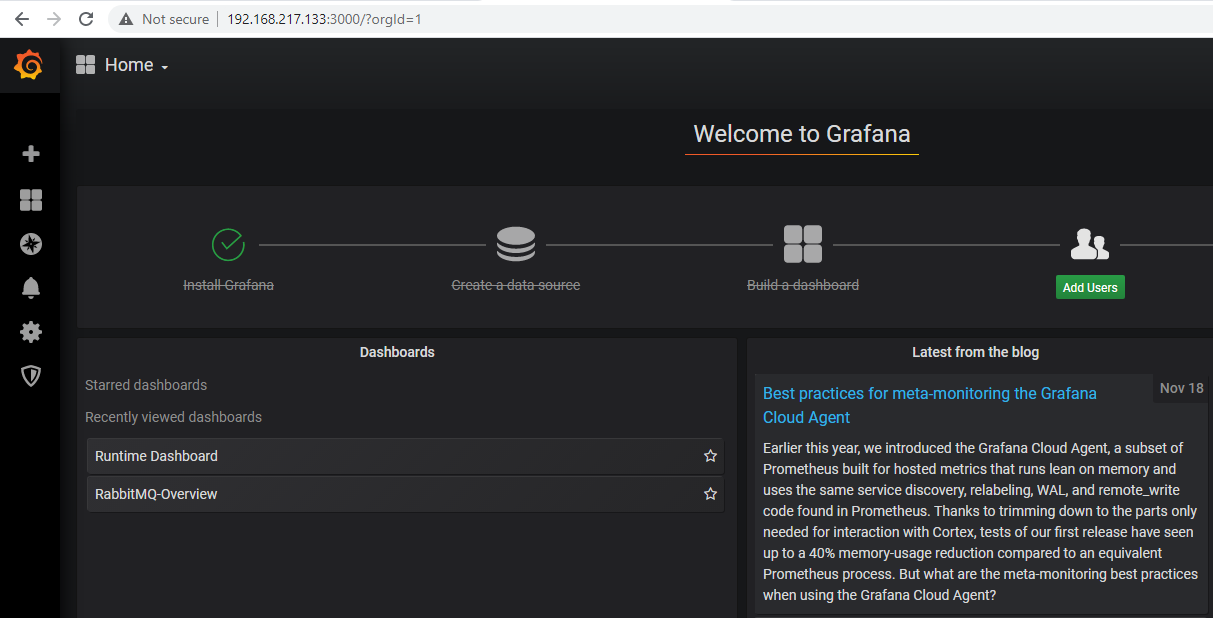 Not secure
192.168.217.133:3000/?orgId=1
Home
Welcome to Grafana
Install Grafana
Create a data source
Build a dashboard
Add Users
Dashboards
Starred dashboards
Recently viewed dashboards
Runtime Dashboard
RabbitMQ-Overview
Latest from the blog
Nov 18
Best practices for meta-monitoring the Grafana
Cloud Agent
Earlier this year, we introduced the Grafana Cloud Agent, a subset of
Prometheus built for hosted metrics that runs lean on memory and
uses the same service discovery, relabeling, WAL, and remote_write
code found in Prometheus. Thanks to trimming down to the parts only
needed for interaction with Cortex, tests of our first release have seen
up to a 40% memory-usage reduction compared to an equivalent
Prometheus process. But what are the meta-monitoring best practices
when using the Grafana Cloud Agent?